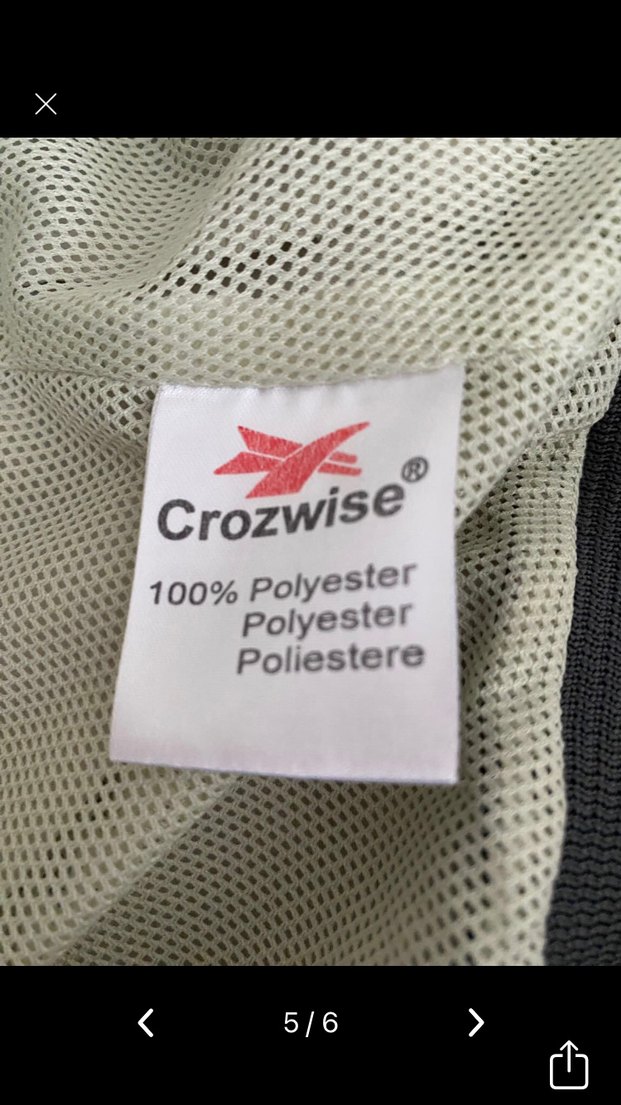 Crozwise®
100% Polyester
Polyester
Poliestere
5/6